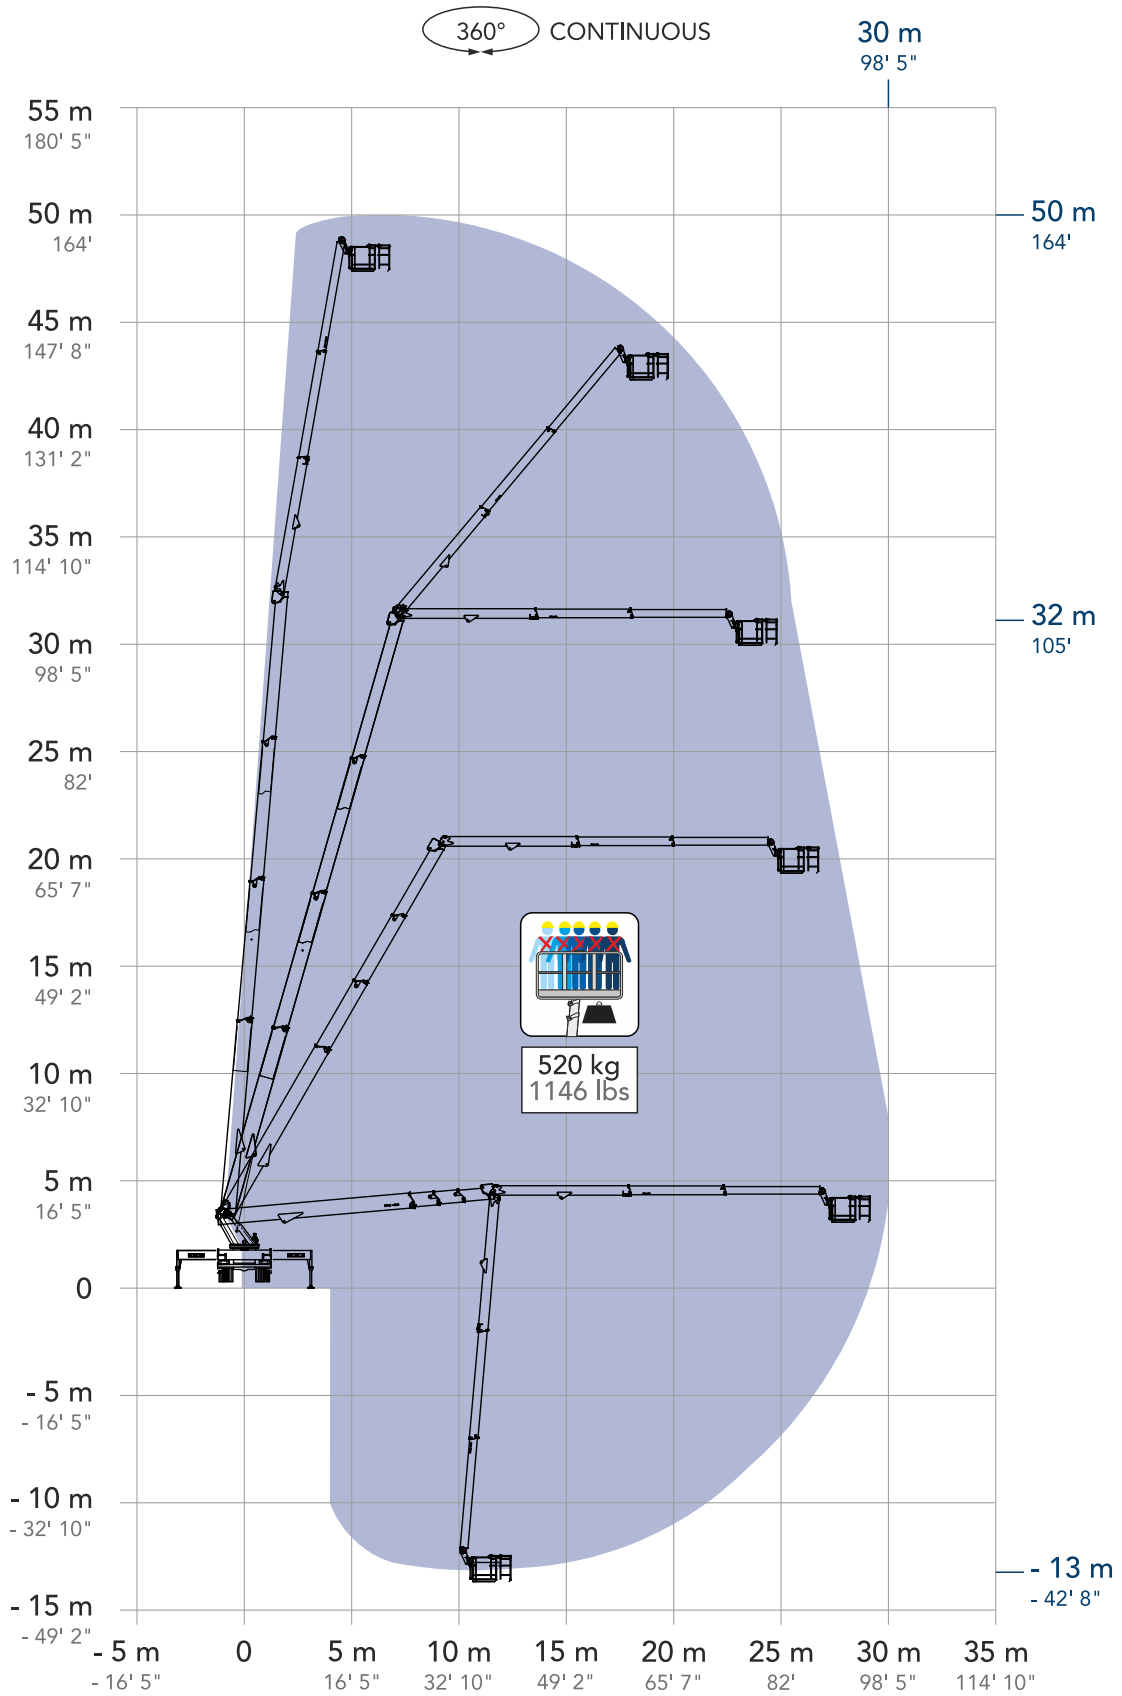 360° CONTINUOUS
30 m
98' 5"
55 m
180' 5"
50 m
164'
50 m
164'
45 m
147' 8"
40 m
131' 2"
35 m
114' 10"
32 m
105'
30 m
98' 5"
25 m
82'
20 m
65' 7"
15 m
49' 2"
520 kg
1146 lbs
10 m
32' 10"
5 m
16' 5"
0
- 5 m
- 16' 5"
- 10 m
- 32' 10"
- 13 m
- 42' 8"
- 15 m
- 49' 2"
- 5 m 0 5 m 10 m 15 m 20 m 25 m 30 m 35 m
- 16' 5" 16' 5" 32' 10" 49' 2" 65' 7" 82' 98' 5" 114' 10"